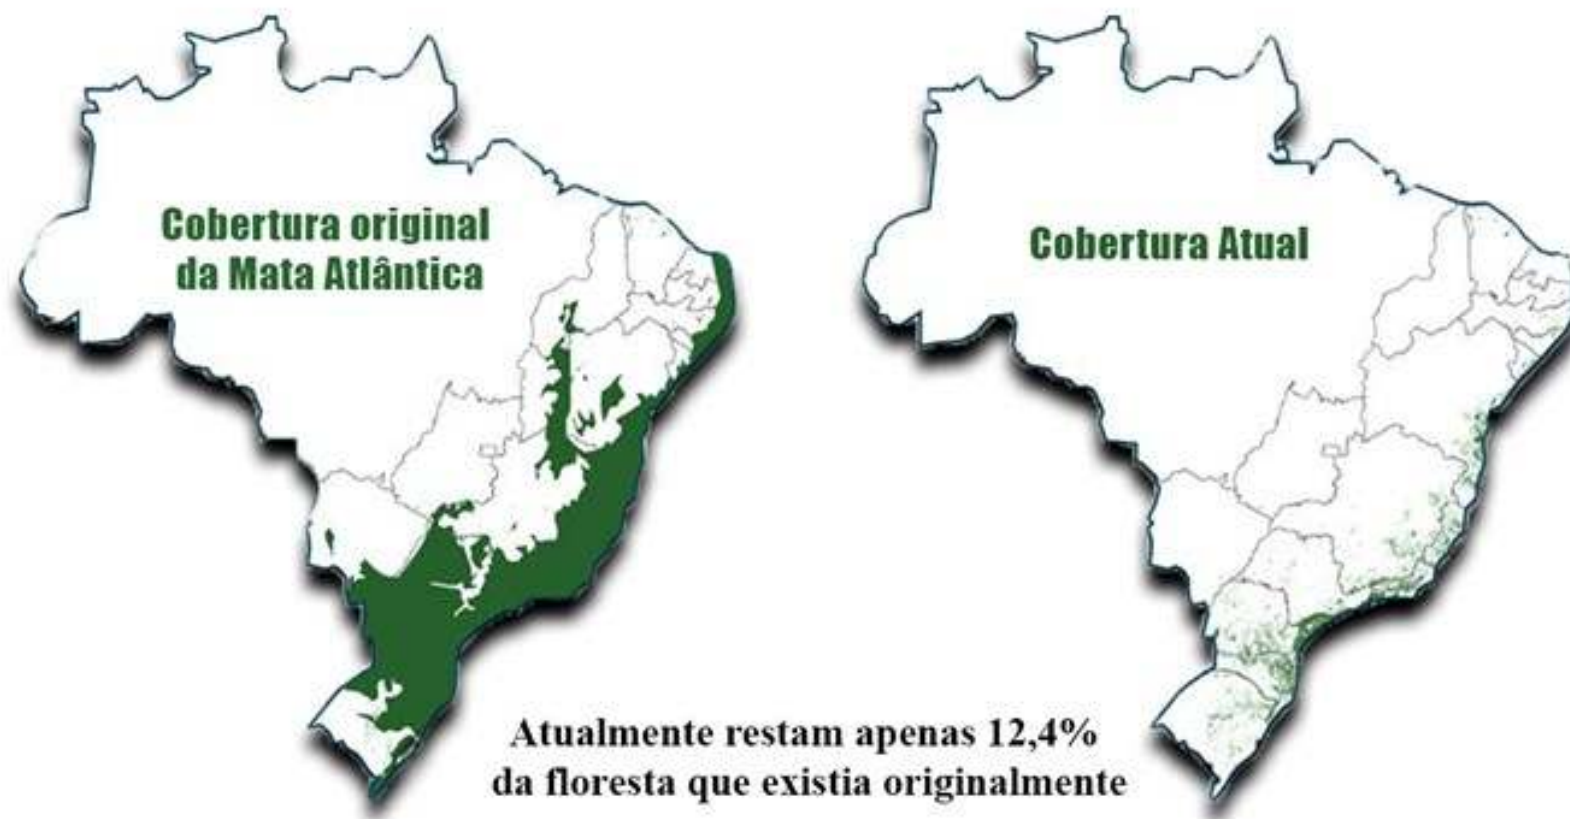 Cobertura original
da Mata Atlântica
Cobertura Atual
Atualmente restam apenas 12,4%
da floresta que existia originalmente